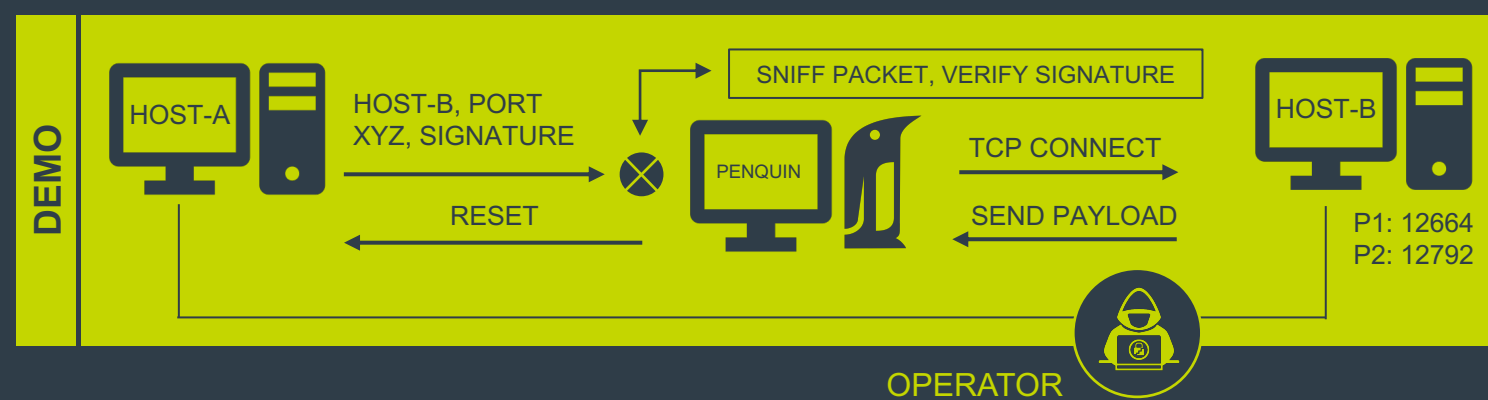 DEMO
HOST-A
HOST-B, PORT
XYZ, SIGNATURE
RESET
SNIFF PACKET, VERIFY SIGNATURE
PENQUIN
TCP CONNECT
SEND PAYLOAD
HOST-B
P1: 12664
P2: 12792
OPERATOR